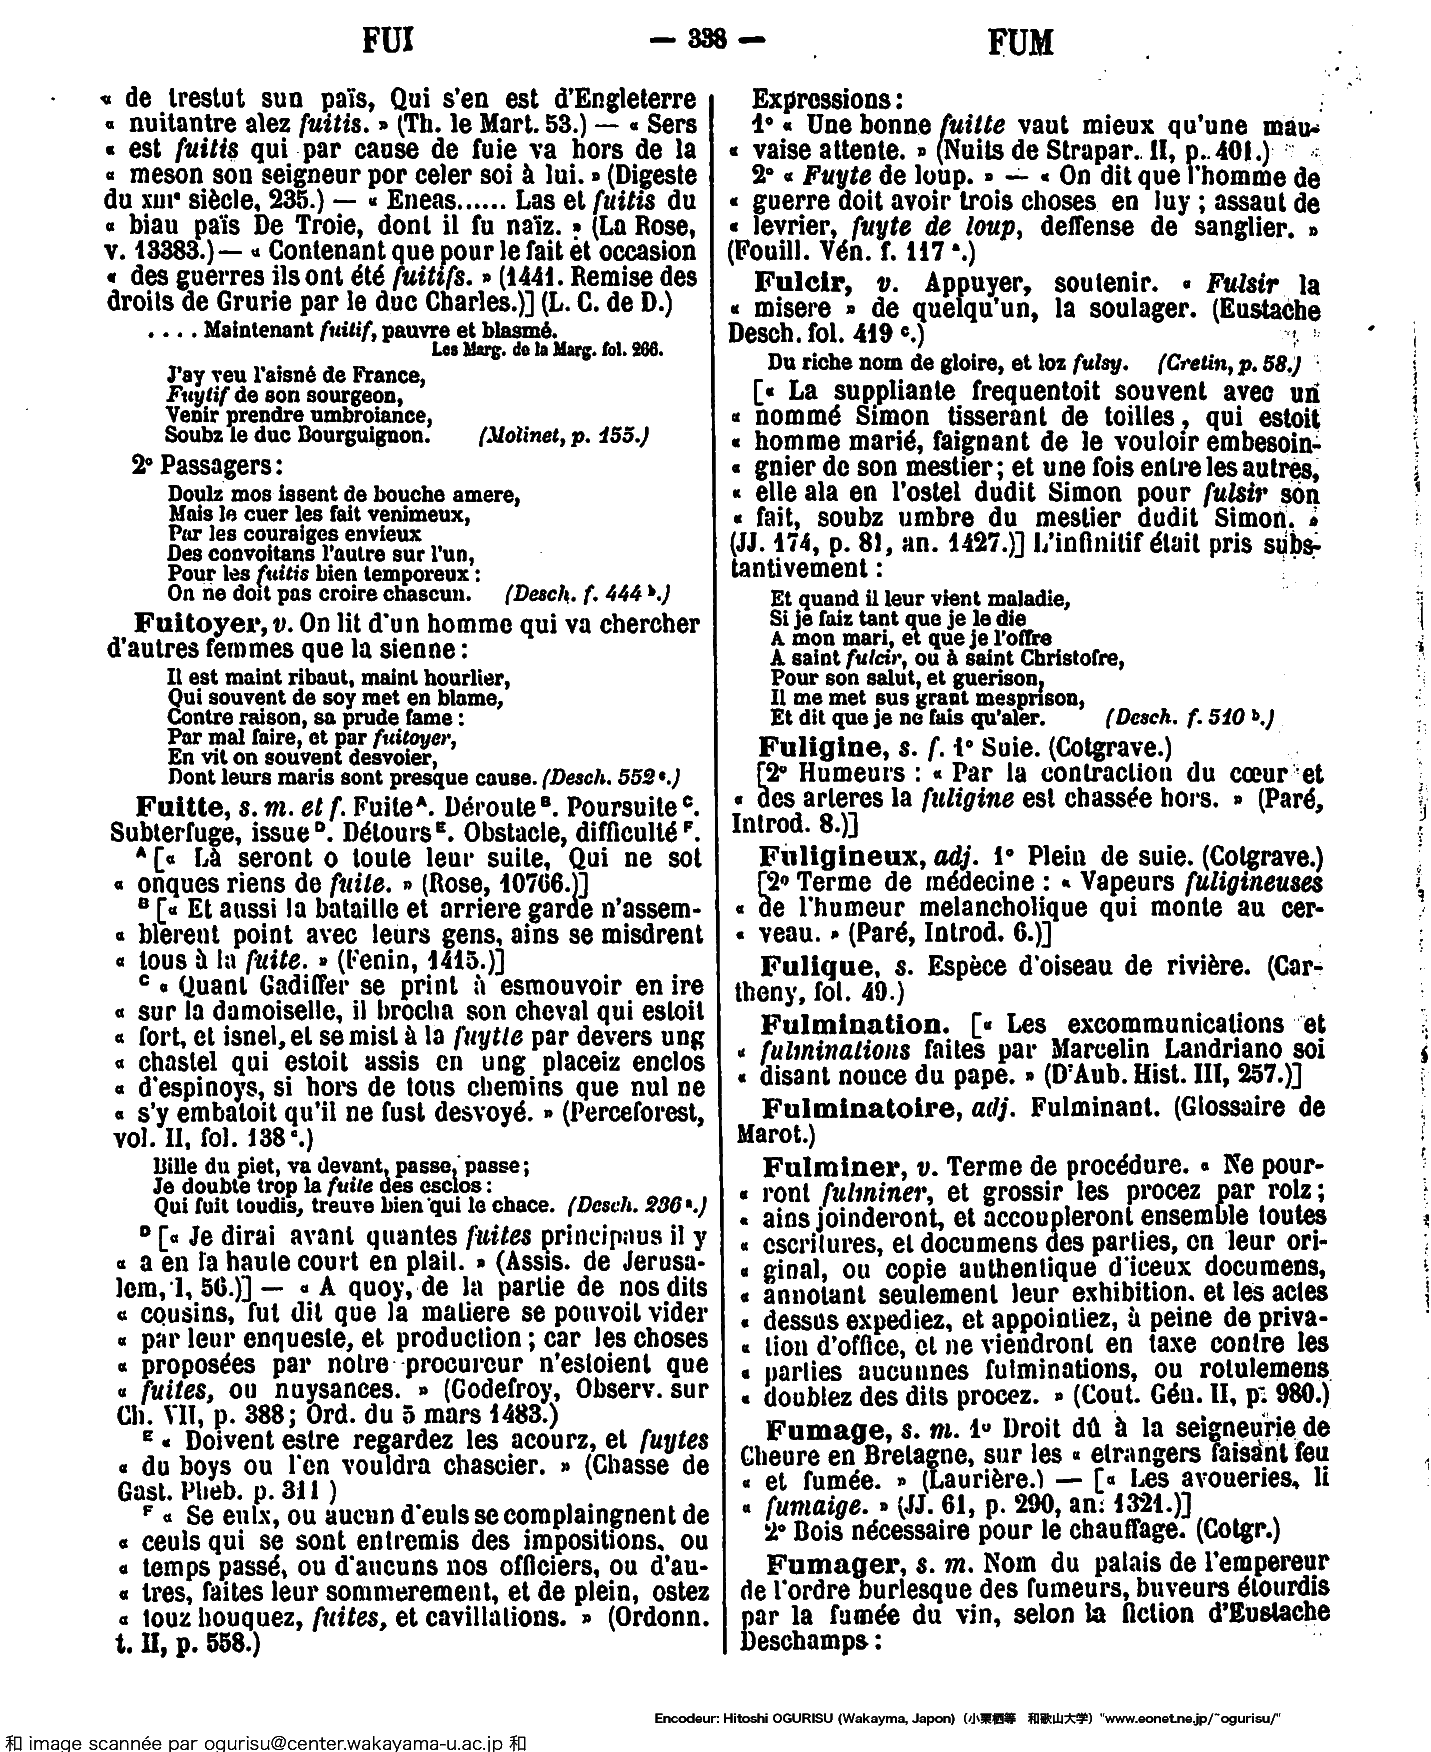 FUI — 338 — FUM
« de trestut sun païs, Qui s'en est d'Engleterre
« nuitantre alez fuitis. » (Th. le Mart. 53.) — « Sers
« est fuitis qui par cause de fuie va hors de la
« meson son seigneur por celer soi à lui. » (Digeste
du XIIIe siècle, 235.) — « Eneas...... Las et fuitis du
« biau païs De Troie, dont il fu naïz. » (La Rose,
v. 13383.) — « Contenant que pour le fait et occasion
« des guerres ils ont été fuitifs. » (1441. Remise des
droits de Grurie par le duc Charles.)] (L. C. de D.)
. . . . Maintenant fuitif, pauvre et blasmé.
Les Marg. de la Marg. fol. 266.
J'ay veu l'aisné de France,
Fuytif de son sourgeon,
Venir prendre umbroiance,
Soubz le duc Bourguignon. (Molinet, p. 155.)
2° Passagers :
Doulz mos issent de bouche amere,
Mais le cuer les fait venimeux,
Par les couraiges envieux
Des convoitans l'autre sur l'un,
Pour les fuitis bien temporeux :
On ne doit pas croire chascun. (Desch. f. 444 b.)
Fuitoyer, v. On lit d'un homme qui va chercher
d'autres femmes que la sienne :
Il est maint ribaut, maint hourlier,
Qui souvent de soy met en blame,
Contre raison, sa prude fame :
Par mal faire, et par fuitoyer,
En vit on souvent desvoier,
Dont leurs maris sont presque cause. (Desch. 552 c.)
Fuitte, s. m. et f. Fuite A. Déroute B. Poursuite C.
Subterfuge, issue D. Détours E. Obstacle, difficulté F.
A [« Là seront o toute leur suite, Qui ne sot
« onques riens de fuite. » (Rose, 10766.)]
B [« Et aussi la bataille et arriere garde n'assem-
« blerent point avec leurs gens, ains se misdrent
« tous à la fuite. » (Fenin, 1415.)]
C « Quant Gadiffer se print à esmouvoir en ire
« sur la damoiselle, il brocha son cheval qui estoit
« fort, et isnel, et se mist à la fuytte par devers ung
« chastel qui estoit assis en ung placeiz enclos
« d'espinoys, si hors de tous chemins que nul ne
« s'y embatoit qu'il ne fust desvoyé. » (Perceforest,
vol. II, fol. 138 c.)
Bille du piet, va devant, passe, passe ;
Je doubte trop la fuite des esclos :
Qui fuit toudis, treuve bien qui le chace. (Desch. 236 a.)
D [« Je dirai avant quantes fuites principaus il y
« a en la haute court en plait. » (Assis. de Jerusa-
lem, I, 56.)] — « A quoy, de la partie de nos dits
« cousins, fut dit que la matiere se pouvoit vider
« par leur enqueste, et production ; car les choses
« proposées par notre procureur n'estoient que
« fuites, ou nuysances. » (Godefroy, Observ. sur
Ch. VII, p. 388 ; Ord. du 5 mars 1483.)
E « Doivent estre regardez les acourz, et fuytes
« du boys ou l'en vouldra chascier. » (Chasse de
Gast. Pheb. p. 311 )
F « Se eulx, ou aucun d'euls se complaingnent de
« ceuls qui se sont entremis des impositions, ou
« temps passé, ou d'aucuns nos officiers, ou d'au-
« tres, faites leur sommerement, et de plein, ostez
« touz houquez, fuites, et cavillations. » (Ordonn.
t. II, p. 558.)
Expressions :
1° « Une bonne fuitte vaut mieux qu'une mau-
« vaise attente. » (Nuits de Strapar. II, p. 401.)
2° « Fuyte de loup. » — « On dit que l'homme de
« guerre doit avoir trois choses en luy ; assaut de
« levrier, fuyte de loup, deffense de sanglier. »
(Fouill. Vén. f. 117 a.)
Fulcir, v. Appuyer, soutenir. « Fulsir la
« misere » de quelqu'un, la soulager. (Eustache
Desch. fol. 419 c.)
Du riche nom de gloire, et loz fulsy. (Cretin, p. 58.)
[« La suppliante frequentoit souvent avec un
« nommé Simon tisserant de toilles, qui estoit
« homme marié, faignant de le vouloir embesoin-
« gnier de son mestier ; et une fois entre les autres,
« elle ala en l'ostel dudit Simon pour fulsir son
« fait, soubz umbre du mestier dudit Simon. »
(JJ. 174, p. 81, an. 1427.)] L'infinitif était pris subs-
tantivement :
Et quand il leur vient maladie,
Si je faiz tant que je le die
A mon mari, et que je l'offre
A saint fulcir, ou à saint Christofre,
Pour son salut, et guerison,
Il me met sus grant mesprison,
Et dit que je ne fais qu'aler. (Desch. f. 510 b.)
Fuligine, s. f. 1° Suie. (Cotgrave.)
[2° Humeurs : « Par la contraction du cœur et
« des arteres la fuligine est chassée hors. » (Paré,
Introd. 8.)]
Fuligineux, adj. 1° Plein de suie. (Cotgrave.)
[2° Terme de médecine : « Vapeurs fuligineuses
« de l'humeur melancholique qui monte au cer-
« veau. » (Paré, Introd. 6.)]
Fulique, s. Espèce d'oiseau de rivière. (Car-
theny, fol. 49.)
Fulmination. [« Les excommunications et
« fulminations faites par Marcelin Landriano soi
« disant nonce du pape. » (D'Aub. Hist. III, 257.)]
Fulminatoire, adj. Fulminant. (Glossaire de
Marot.)
Fulminer, v. Terme de procédure. « Ne pour-
« ront fulminer, et grossir les procez par rolz ;
« ains joinderont, et accoupleront ensemble toutes
« escritures, et documens des parties, en leur ori-
« ginal, ou copie authentique d'iceux documens,
« annotant seulement leur exhibition, et les actes
« dessus expediez, et appointiez, à peine de priva-
« tion d'office, et ne viendront en taxe contre les
« parties aucunnes fulminations, ou rotulemens
« doublez des dits procez. » (Cout. Gén. II, p. 980.)
Fumage, s. m. 1° Droit dû à la seigneurie de
Cheure en Bretagne, sur les « etrangers faisant feu
« et fumée. » (Laurière.) — [« Les avoueries, li
« fumaige. » (JJ. 61, p. 290, an. 1321.)]
2° Bois nécessaire pour le chauffage. (Cotgr.)
Fumager, s. m. Nom du palais de l'empereur
de l'ordre burlesque des fumeurs, buveurs étourdis
par la fumée du vin, selon la fiction d'Eustache
Deschamps :
Encodeur: Hitoshi OGURISU (Wakayma, Japon) (小栗栖等 和歌山大学) "www.eonet.ne.jp/~ogurisu/"
和 image scannée par ogurisu@center.wakayama-u.ac.jp 和